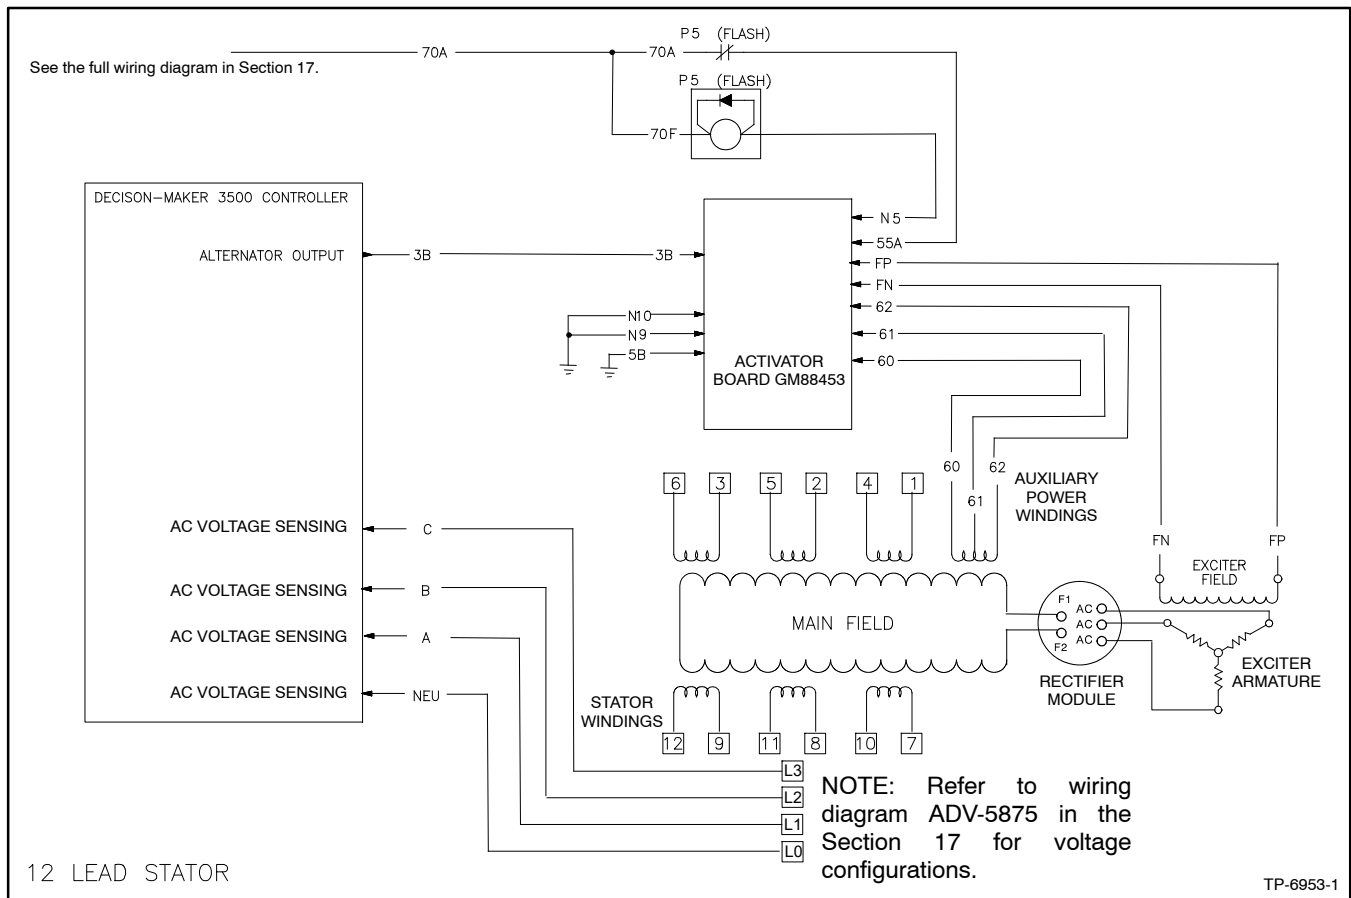 P5 (FLASH)
70A
70A
See the full wiring diagram in Section 17.
P5 (FLASH)
70F
DECISON-MAKER 3500 CONTROLLER
N5
55A
ALTERNATOR OUTPUT
3B
3B
FP
FN
62
N10
N9
61
5B
60
ACTIVATOR
BOARD GM88453
60
62
61
AUXILIARY
POWER
WINDINGS
6
3
5
2
4
1
AC VOLTAGE SENSING
C
FN
FP
EXCITER
FIELD
AC VOLTAGE SENSING
B
MAIN FIELD
F1
AC
AC
AC
F2
AC VOLTAGE SENSING
A
RECTIFIER
MODULE
EXCITER
ARMATURE
AC VOLTAGE SENSING
NEU
STATOR
WINDINGS
12
9
11
8
10
7
L3
L2
L1
L0
NOTE: Refer to wiring
diagram ADV-5875 in the
Section 17 for voltage
configurations.
12 LEAD STATOR
TP-6953-1